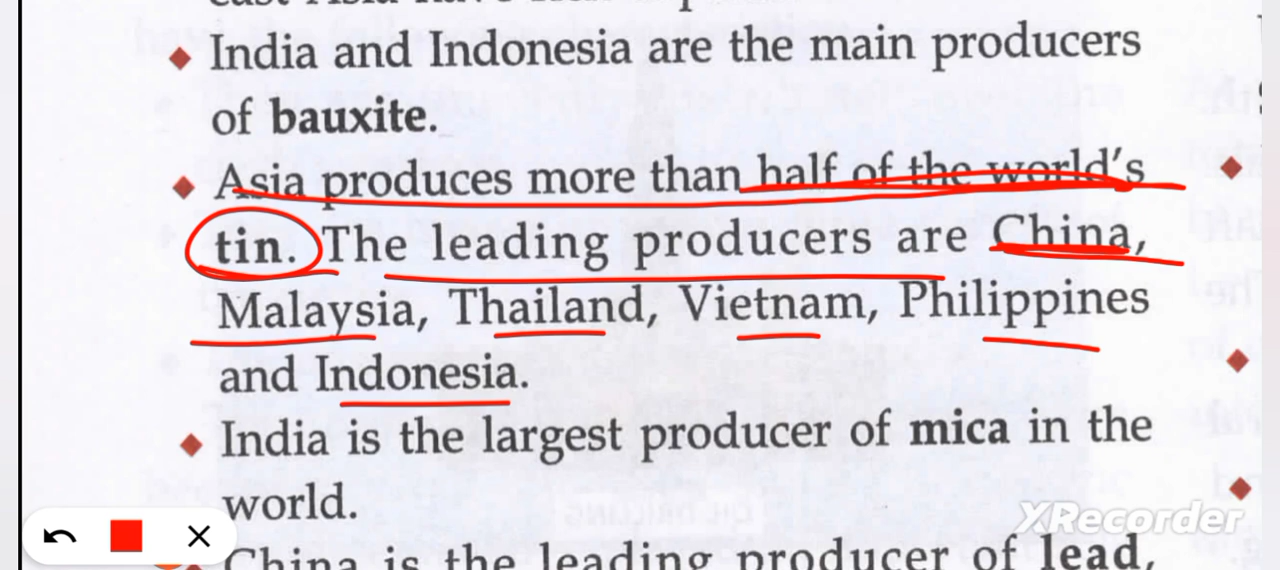 India and Indonesia are the main producers
of bauxite.
Asia produces more than half of the world's
tin. The leading producers are China,
Malaysia, Thailand, Vietnam, Philippines
and Indonesia.
India is the largest producer of mica in the
world.
XRecorder
China is the leading producer of lead,